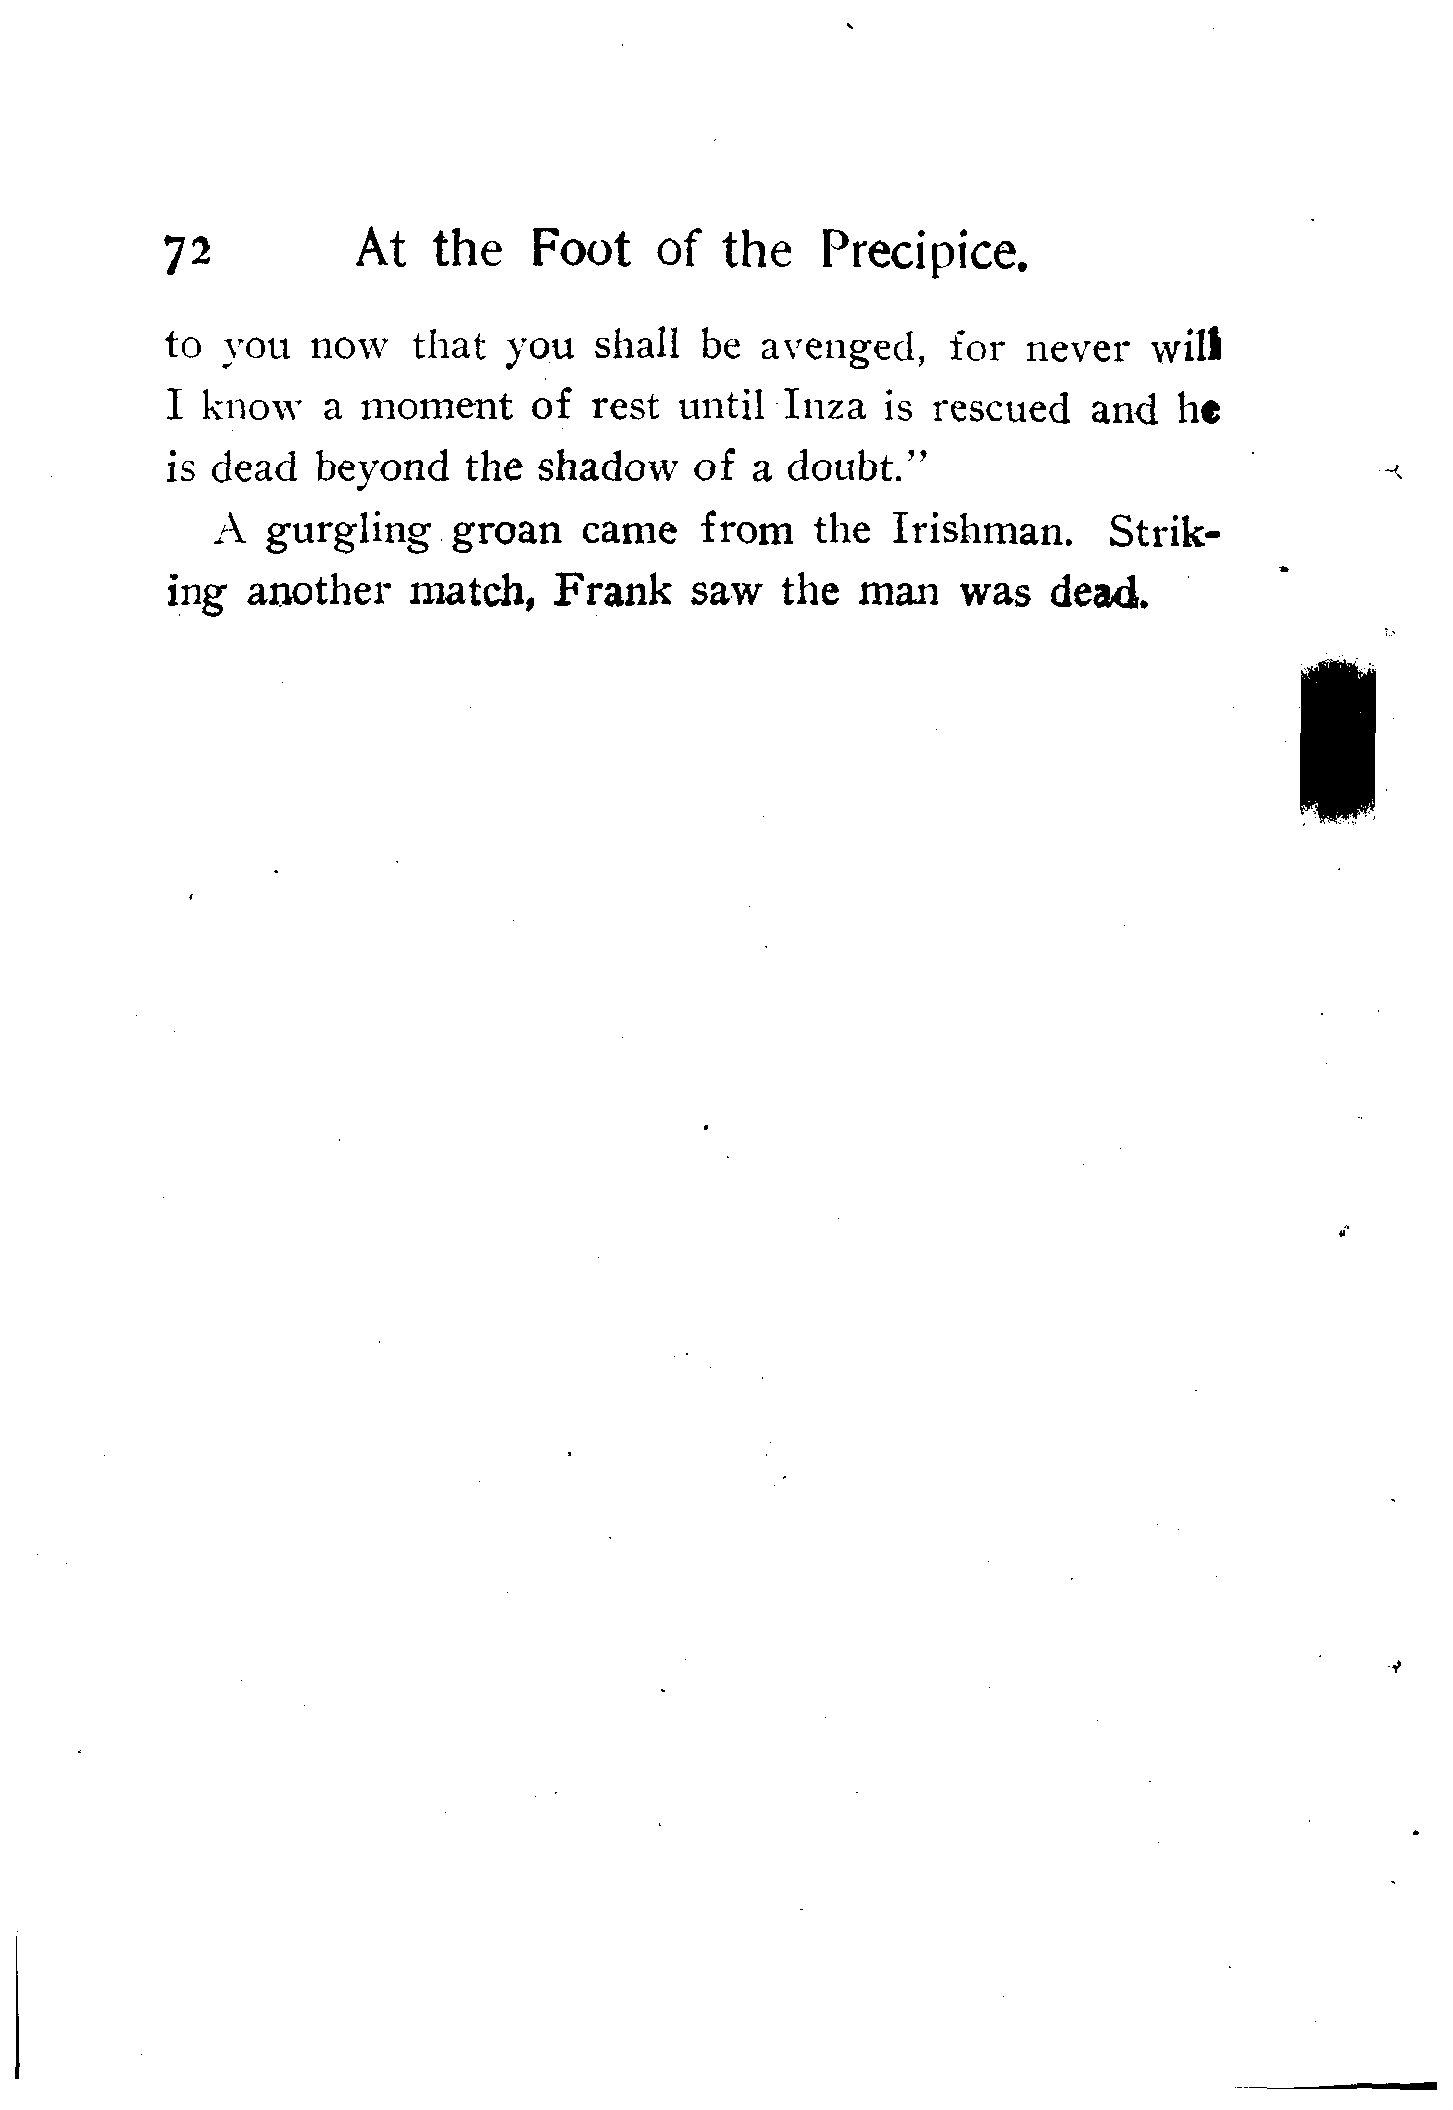 72 At the Foot of the Precipice.
to you now that you shall be avenged, for never will
I know a moment of rest until Inza is rescued and he
is dead beyond the shadow of a doubt.”
A gurgling groan came from the Irishman. Strik-
ing another match, Frank saw the man was dead.